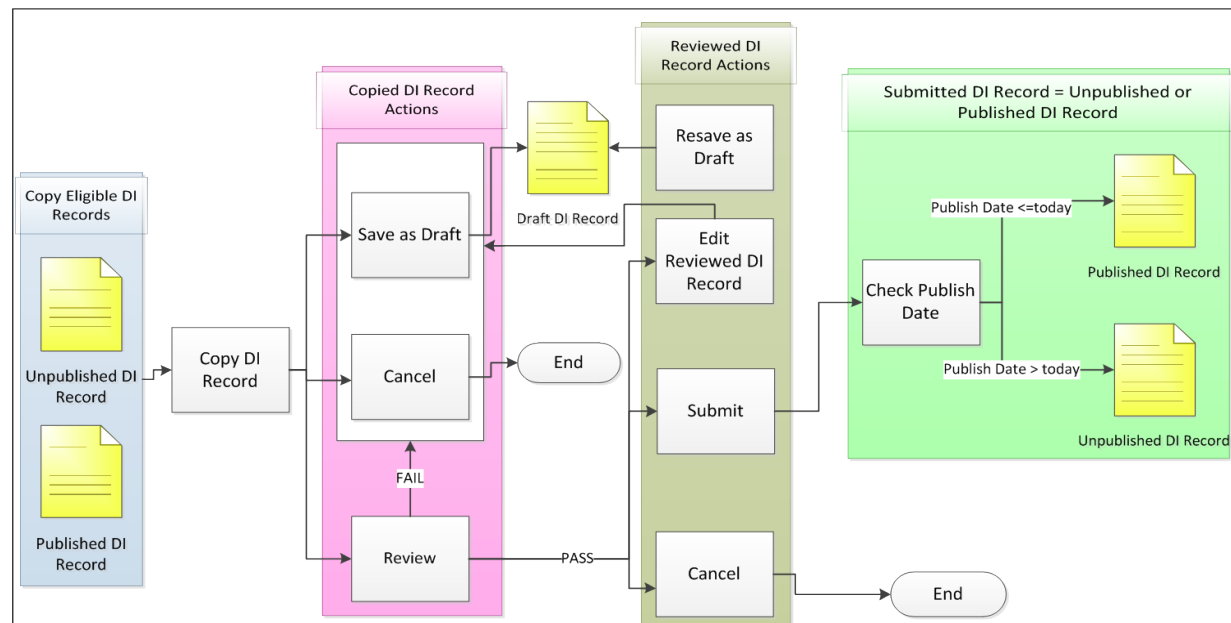 Copy Eligible DI
Records
Unpublished DI
Record
Published DI
Record
Copy DI
Record
Copied DI Record
Actions
Save as Draft
Cancel
FAIL
Review
PASS
End
Draft DI Record
Reviewed DI
Record Actions
Resave as
Draft
Edit
Reviewed DI
Record
Submit
Cancel
End
Submitted DI Record = Unpublished or
Published DI Record
Check Publish
Date
Publish Date <=today
Published DI Record
Publish Date > today
Unpublished DI Record